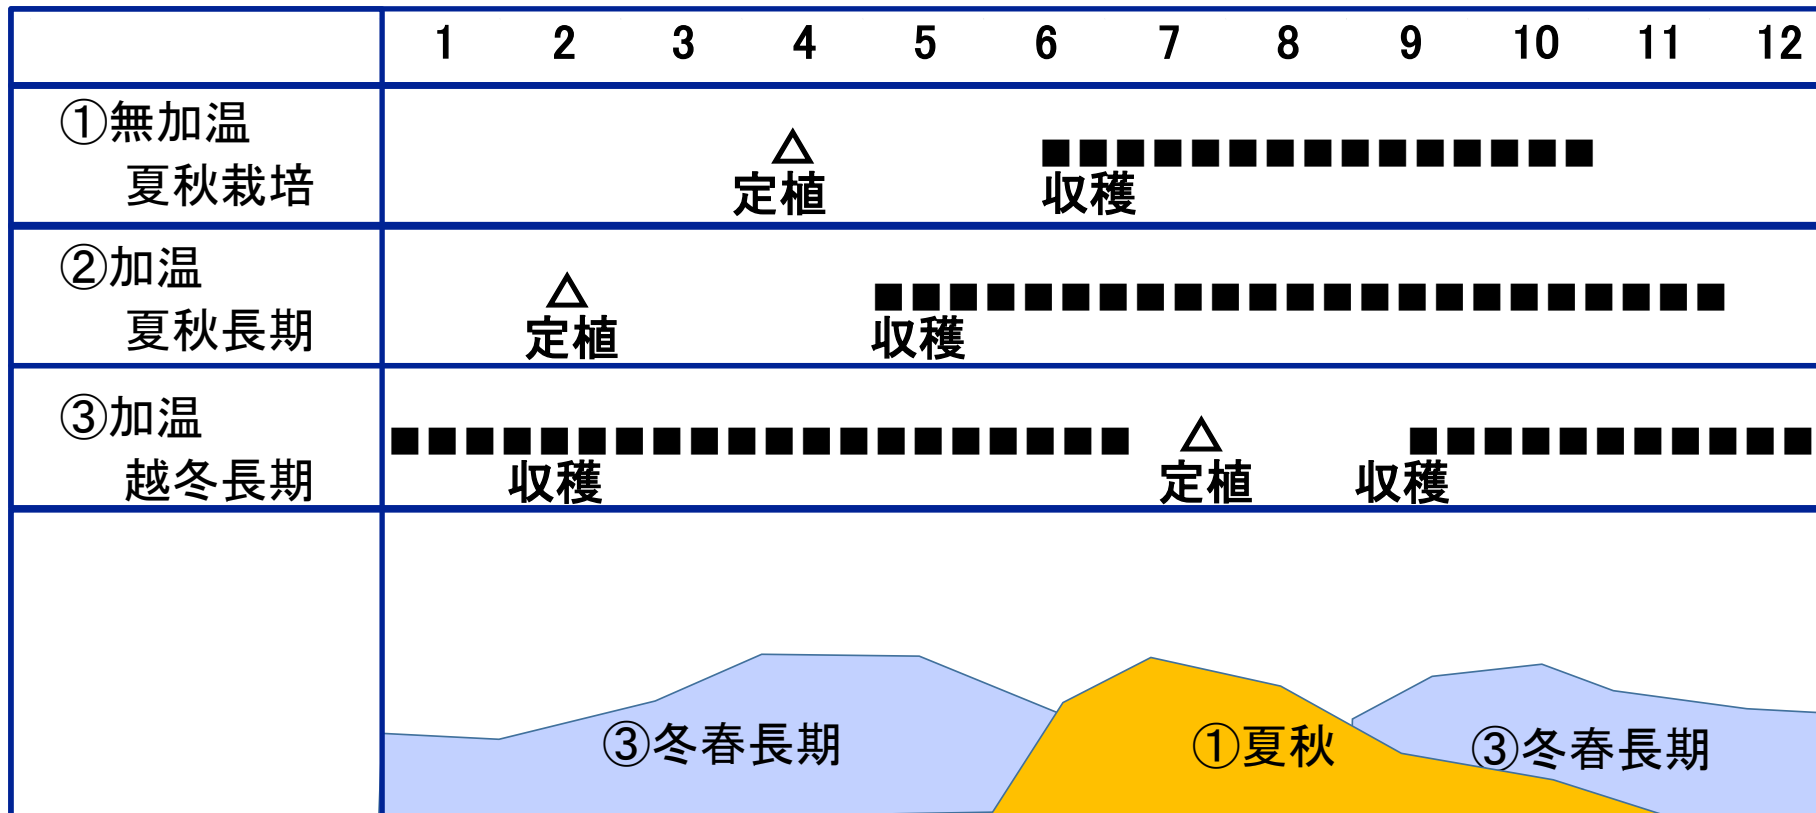 1 2 3 4 5 6 7 8 9 10 11 12
①無加温
夏秋栽培
定植 収穫
②加温
夏秋長期
定植 収穫
③加温
越冬長期
収穫 定植 収穫
③冬春長期 ①夏秋 ③冬春長期